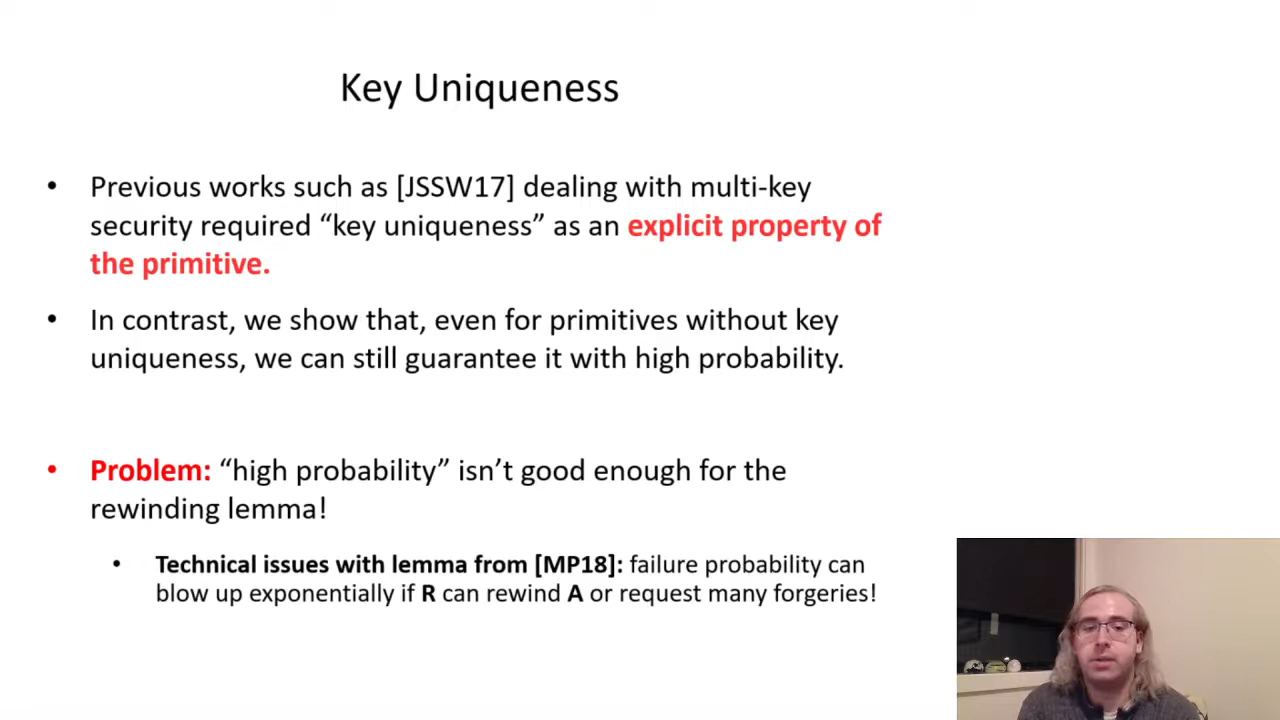 Key Uniqueness
• Previous works such as [JSSW17] dealing with multi-key
security required “key uniqueness” as an explicit property of
the primitive.
• In contrast, we show that, even for primitives without key
uniqueness, we can still guarantee it with high probability.
• Problem: “high probability” isn’t good enough for the
rewinding lemma!
• Technical issues with lemma from [MP18]: failure probability can
blow up exponentially if R can rewind A or request many forgeries!